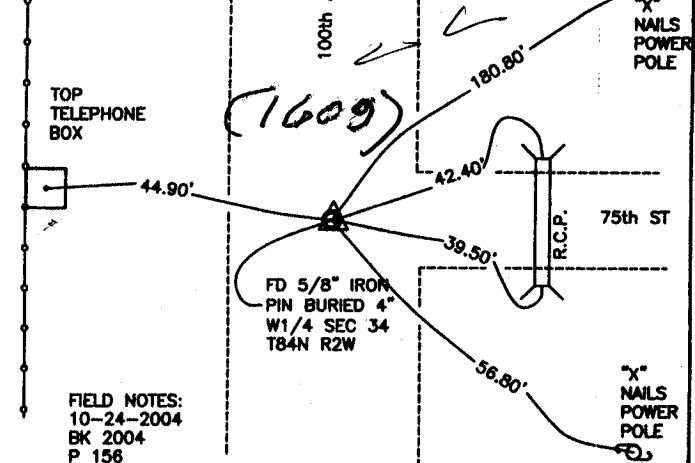 "X"
NAILS
POWER
POLE
100th
180.80'
TOP
TELEPHONE
BOX
(1609)
44.90'
42.40'
75th ST
R.C.P.
39.50'
FD 5/8" IRON
PIN BURIED 4"
W1/4 SEC 34
T84N R2W
56.80'
"X"
NAILS
POWER
POLE
FIELD NOTES:
10-24-2004
BK 2004
P 156